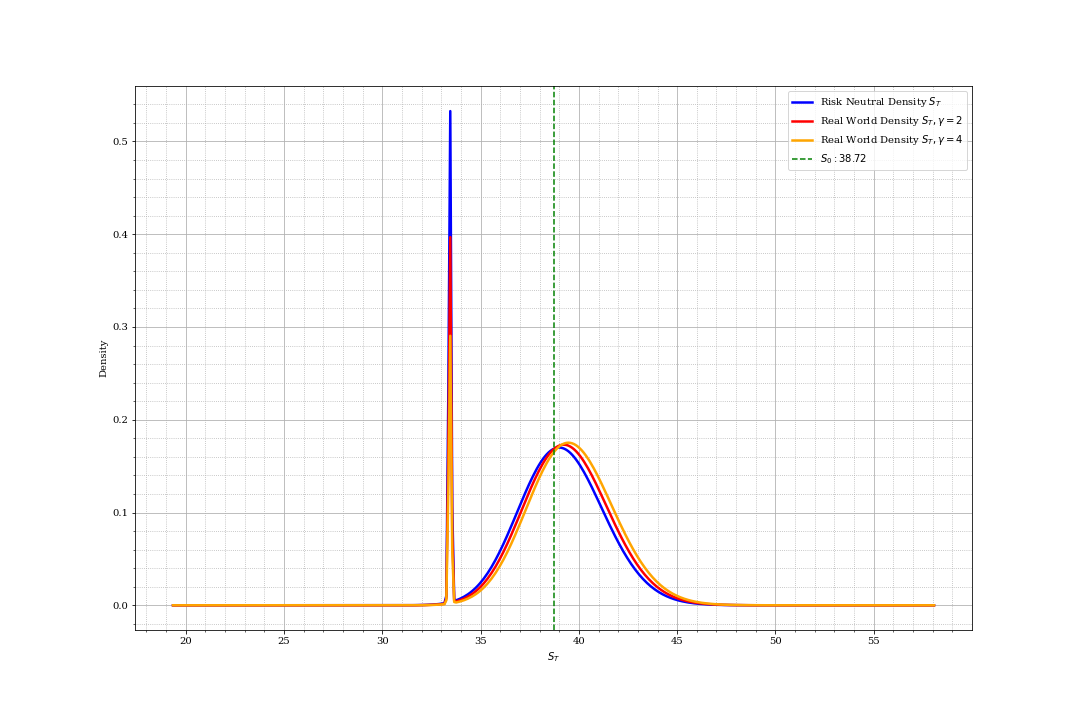 Risk Neutral Density $S_T$
Real World Density $S_T, \gamma = 2$
Real World Density $S_T, \gamma = 4$
$S_0 : 38.72$
0.5
0.4
0.3
0.2
0.1
0.0
Density
20 25 30 35 40 45 50 55
$S_T$